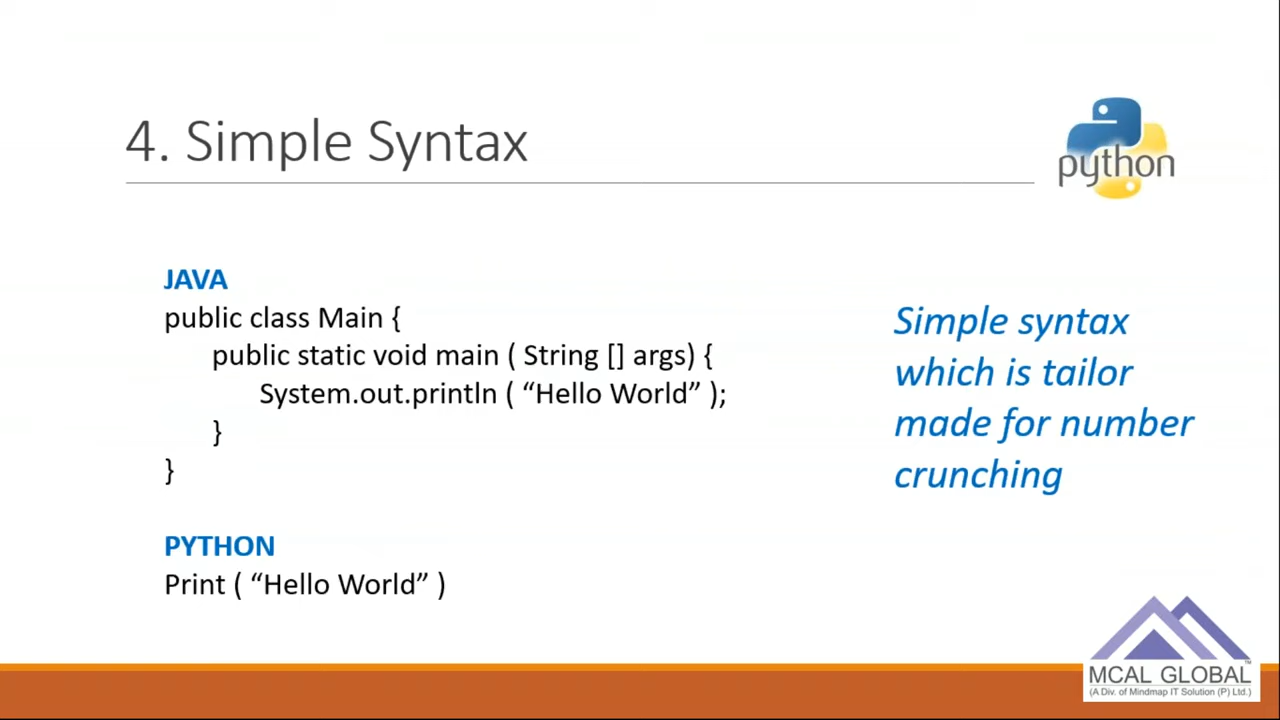 4. Simple Syntax
python
JAVA
public class Main {
public static void main ( String [] args) {
System.out.println ( “Hello World” );
}
}
PYTHON
Print ( “Hello World” )
Simple syntax
which is tailor
made for number
crunching
MCAL GLOBAL™
(A Div. of Mindmap IT Solution (P) Ltd.)